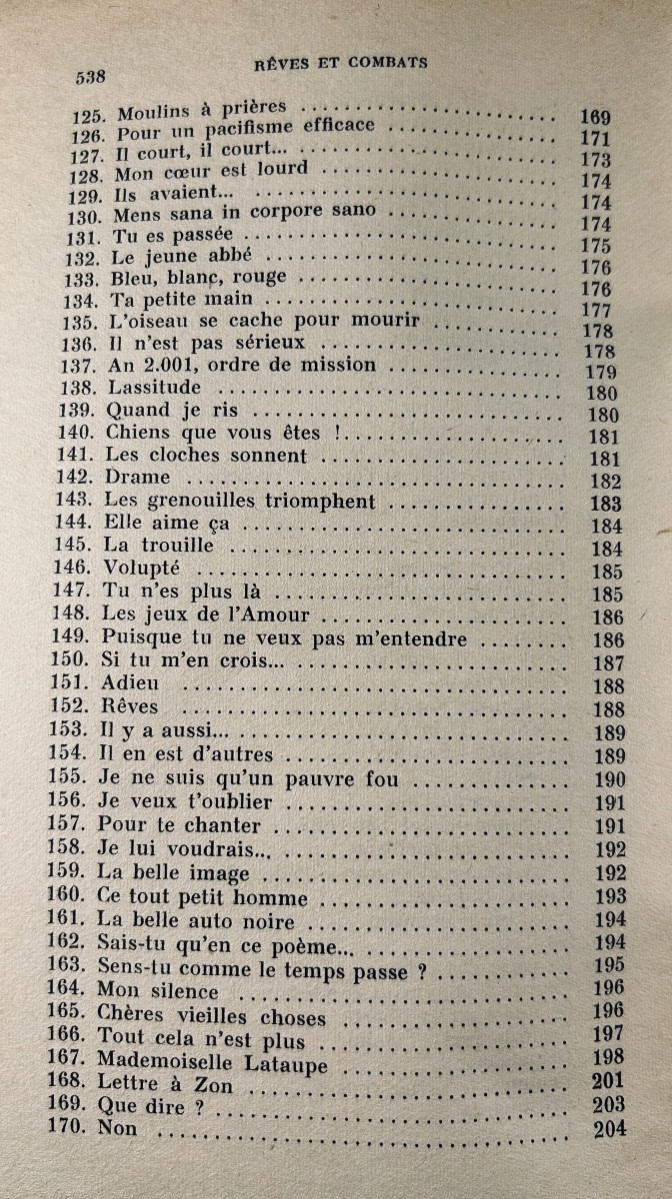 538
RÊVES ET COMBATS
125. Moulins à prières ........................ 169
126. Pour un pacifisme efficace ................ 171
127. Il court, il court... ........................ 173
128. Mon cœur est lourd ........................ 174
129. Ils avaient... ........................ 174
130. Mens sana in corpore sano ................ 174
131. Tu es passée ........................ 175
132. Le jeune abbé ........................ 176
133. Bleu, blanc, rouge ........................ 176
134. Ta petite main ........................ 177
135. L'oiseau se cache pour mourir ............ 178
136. Il n'est pas sérieux ........................ 178
137. An 2.001, ordre de mission ................ 179
138. Lassitude ........................ 180
139. Quand je ris ........................ 180
140. Chiens que vous êtes !........................ 181
141. Les cloches sonnent ........................ 181
142. Drame ........................ 182
143. Les grenouilles triomphent ................ 183
144. Elle aime ça ........................ 184
145. La trouille ........................ 184
146. Volupté ........................ 185
147. Tu n'es plus là ........................ 185
148. Les jeux de l'Amour ........................ 186
149. Puisque tu ne veux pas m'entendre ........ 186
150. Si tu m'en crois... ........................ 187
151. Adieu ........................ 188
152. Rêves ........................ 188
153. Il y a aussi... ........................ 189
154. Il en est d'autres ........................ 189
155. Je ne suis qu'un pauvre fou .............. 190
156. Je veux t'oublier ........................ 191
157. Pour te chanter ........................ 191
158. Je lui voudrais... ........................ 192
159. La belle image ........................ 192
160. Ce tout petit homme ........................ 193
161. La belle auto noire ........................ 194
162. Sais-tu qu'en ce poème... .................. 194
163. Sens-tu comme le temps passe ? ............ 195
164. Mon silence ........................ 196
165. Chères vieilles choses .................... 196
166. Tout cela n'est plus ...................... 197
167. Mademoiselle Lataupe .................... 198
168. Lettre à Zon ........................ 201
169. Que dire ? ........................ 203
170. Non ........................ 204